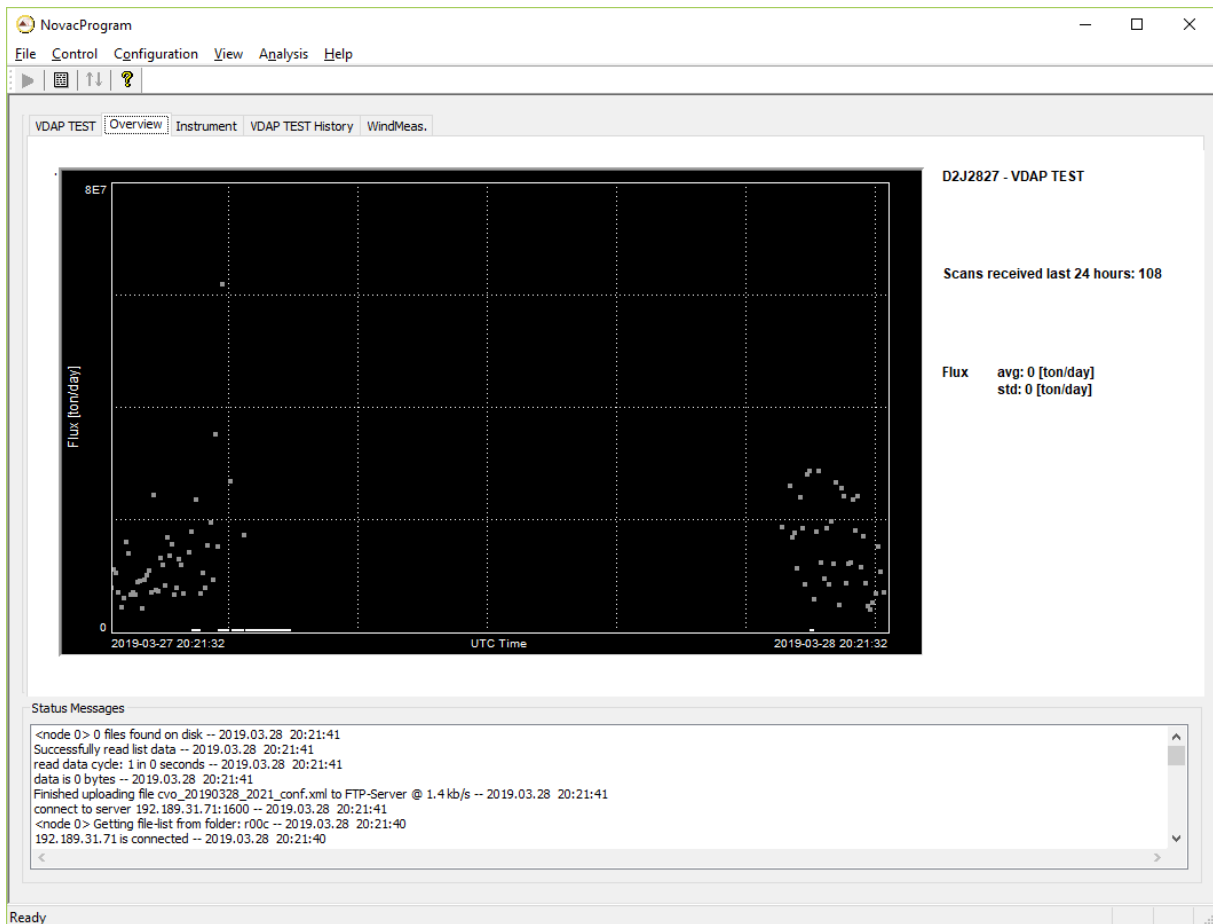 NovacProgram
File Control Configuration View Analysis Help
VDAP TEST Overview Instrument VDAP TEST History WindMeas.
D2J2827 - VDAP TEST
8E7
Scans received last 24 hours: 108
Flux avg: 0 [ton/day]
std: 0 [ton/day]
Flux [ton/day]
0
2019-03-27 20:21:32 UTC Time 2019-03-28 20:21:32
Status Messages
<node 0> 0 files found on disk -- 2019.03.28 20:21:41
Successfully read list data -- 2019.03.28 20:21:41
read data cycle: 1 in 0 seconds -- 2019.03.28 20:21:41
data is 0 bytes -- 2019.03.28 20:21:41
Finished uploading file cvo_20190328_2021_conf.xml to FTP-Server @ 1.4 kb/s -- 2019.03.28 20:21:41
connect to server 192.189.31.71:1600 -- 2019.03.28 20:21:41
<node 0> Getting file-list from folder: r00c -- 2019.03.28 20:21:40
192.189.31.71 is connected -- 2019.03.28 20:21:40
Ready